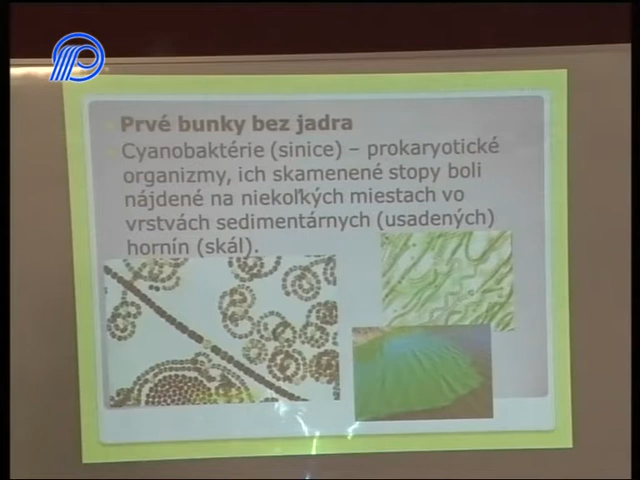 Prvé bunky bez jadra
Cyanobaktérie (sinice) – prokaryotické
organizmy, ich skamenené stopy boli
nájdené na niekoľkých miestach vo
vrstvách sedimentárnych (usadených)
hornín (skál).